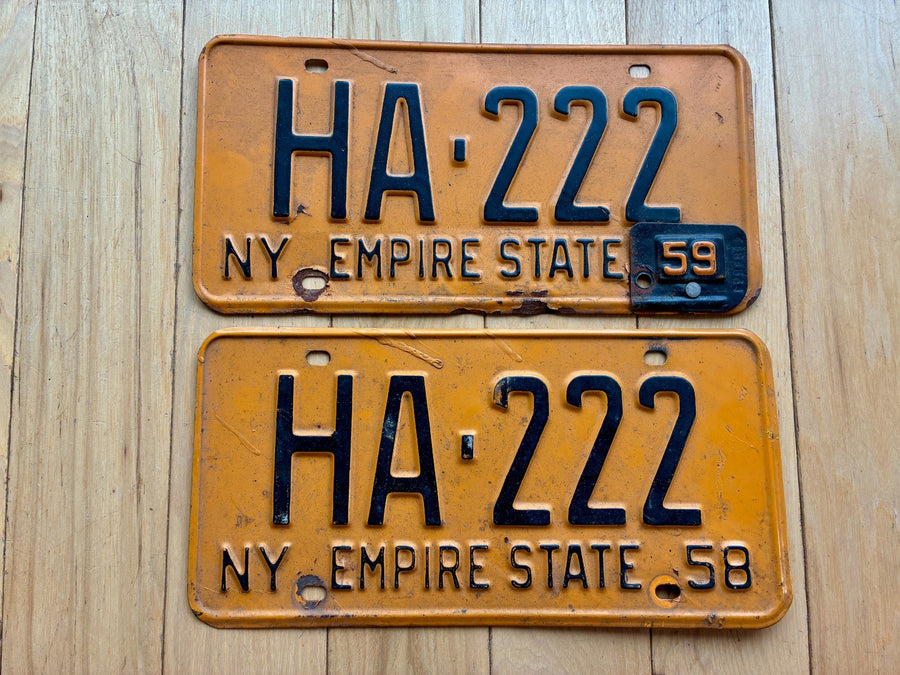 HA·222
NY EMPIRE STATE 59
HA·222
NY EMPIRE STATE 58